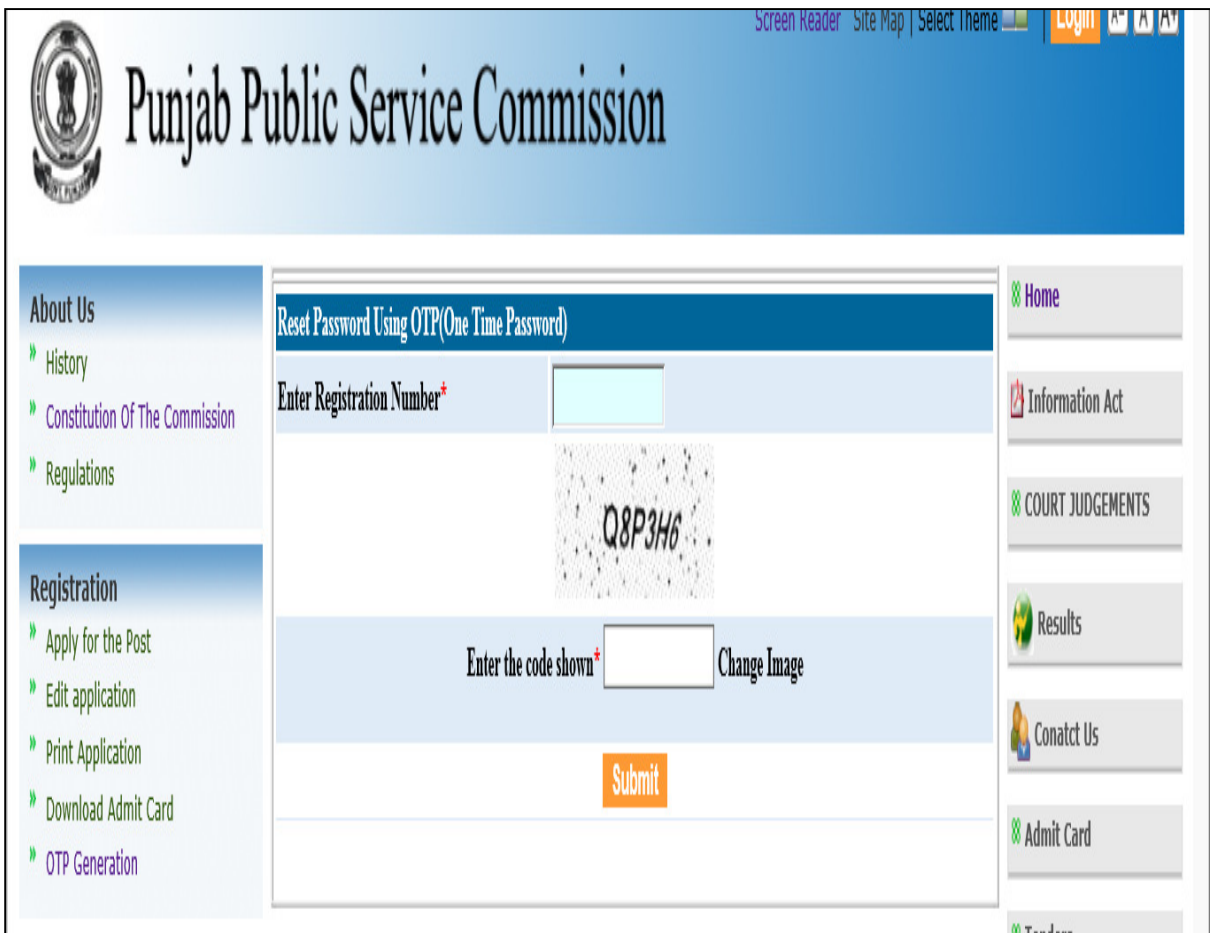 Screen Reader Site Map | Select Theme | Login A- A A+
Punjab Public Service Commission
About Us
History
Constitution Of The Commission
Regulations
Registration
Apply for the Post
Edit application
Print Application
Download Admit Card
OTP Generation
Reset Password Using OTP(One Time Password)
Enter Registration Number*
Q8P3H6
Enter the code shown* Change Image
Submit
Home
Information Act
COURT JUDGEMENTS
Results
Conatct Us
Admit Card
Tenders